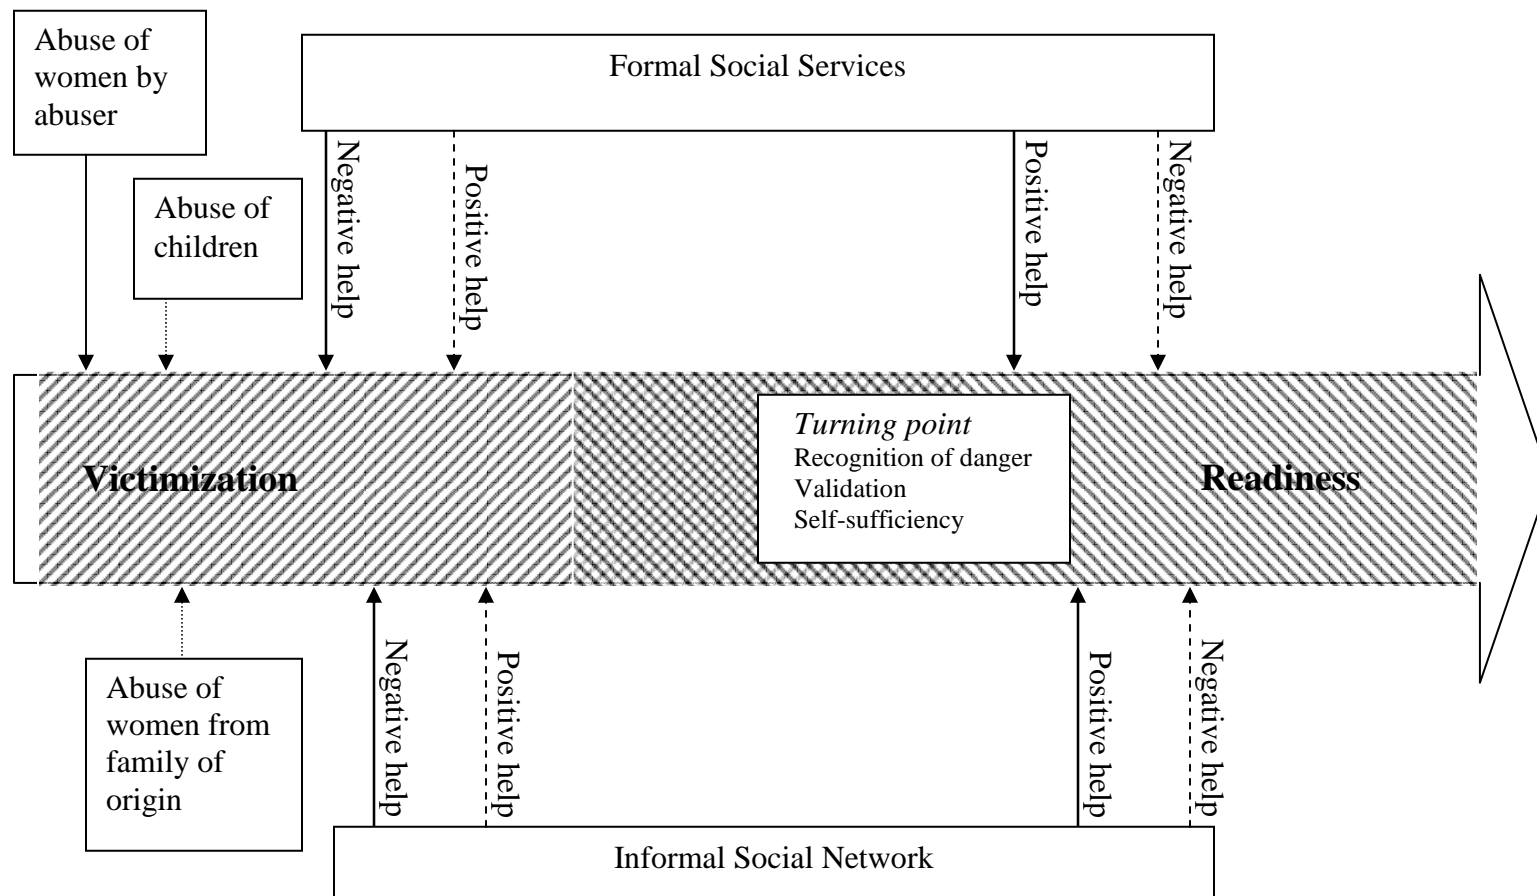 Abuse of
women by
abuser
Formal Social Services
Abuse of
children
Negative help
Positive help
Positive help
Negative help
Victimization
Turning point
Recognition of danger
Validation
Self-sufficiency
Readiness
Abuse of
women from
family of
origin
Negative help
Positive help
Positive help
Negative help
Informal Social Network